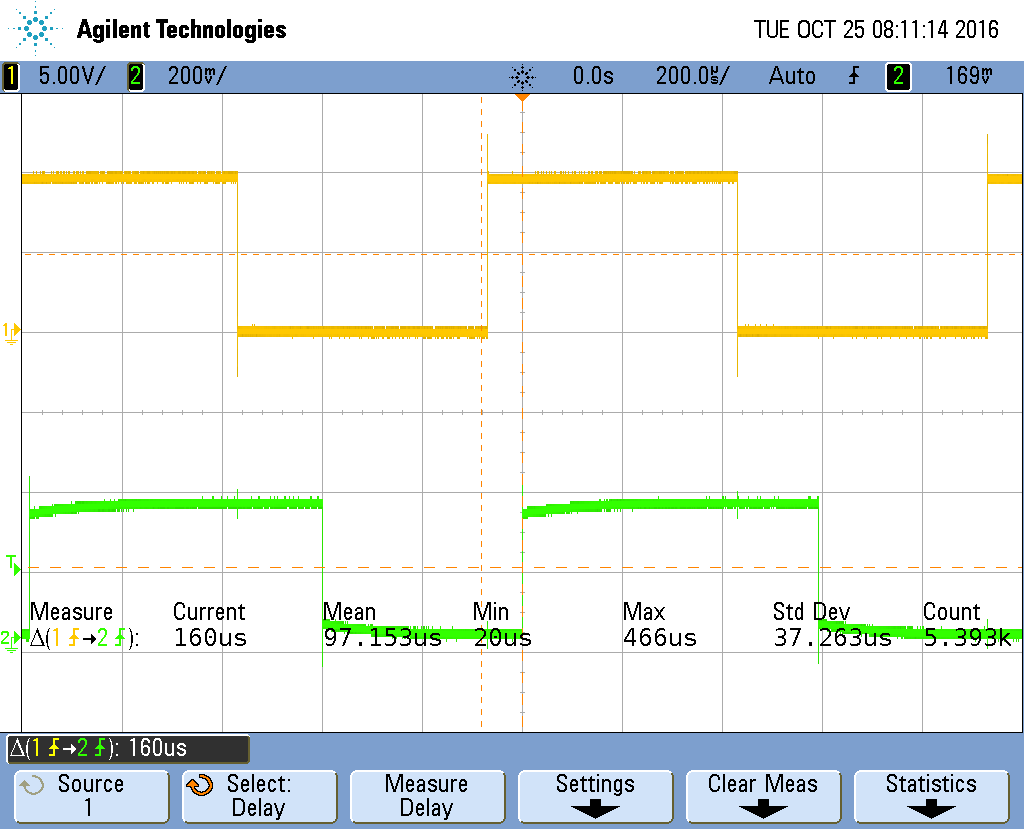 Agilent Technologies TUE OCT 25 08:11:14 2016
1 5.00V/ 2 200mV/ 0.0s 200.0us/ Auto 2 169mV
1
T
Measure Current Mean Min Max Std Dev Count
2 Δ(1→2): 160us 97.153us 20us 466us 37.263us 5.393k
Δ(1→2): 160us
Source Select: Measure Settings Clear Meas Statistics
1 Delay Delay